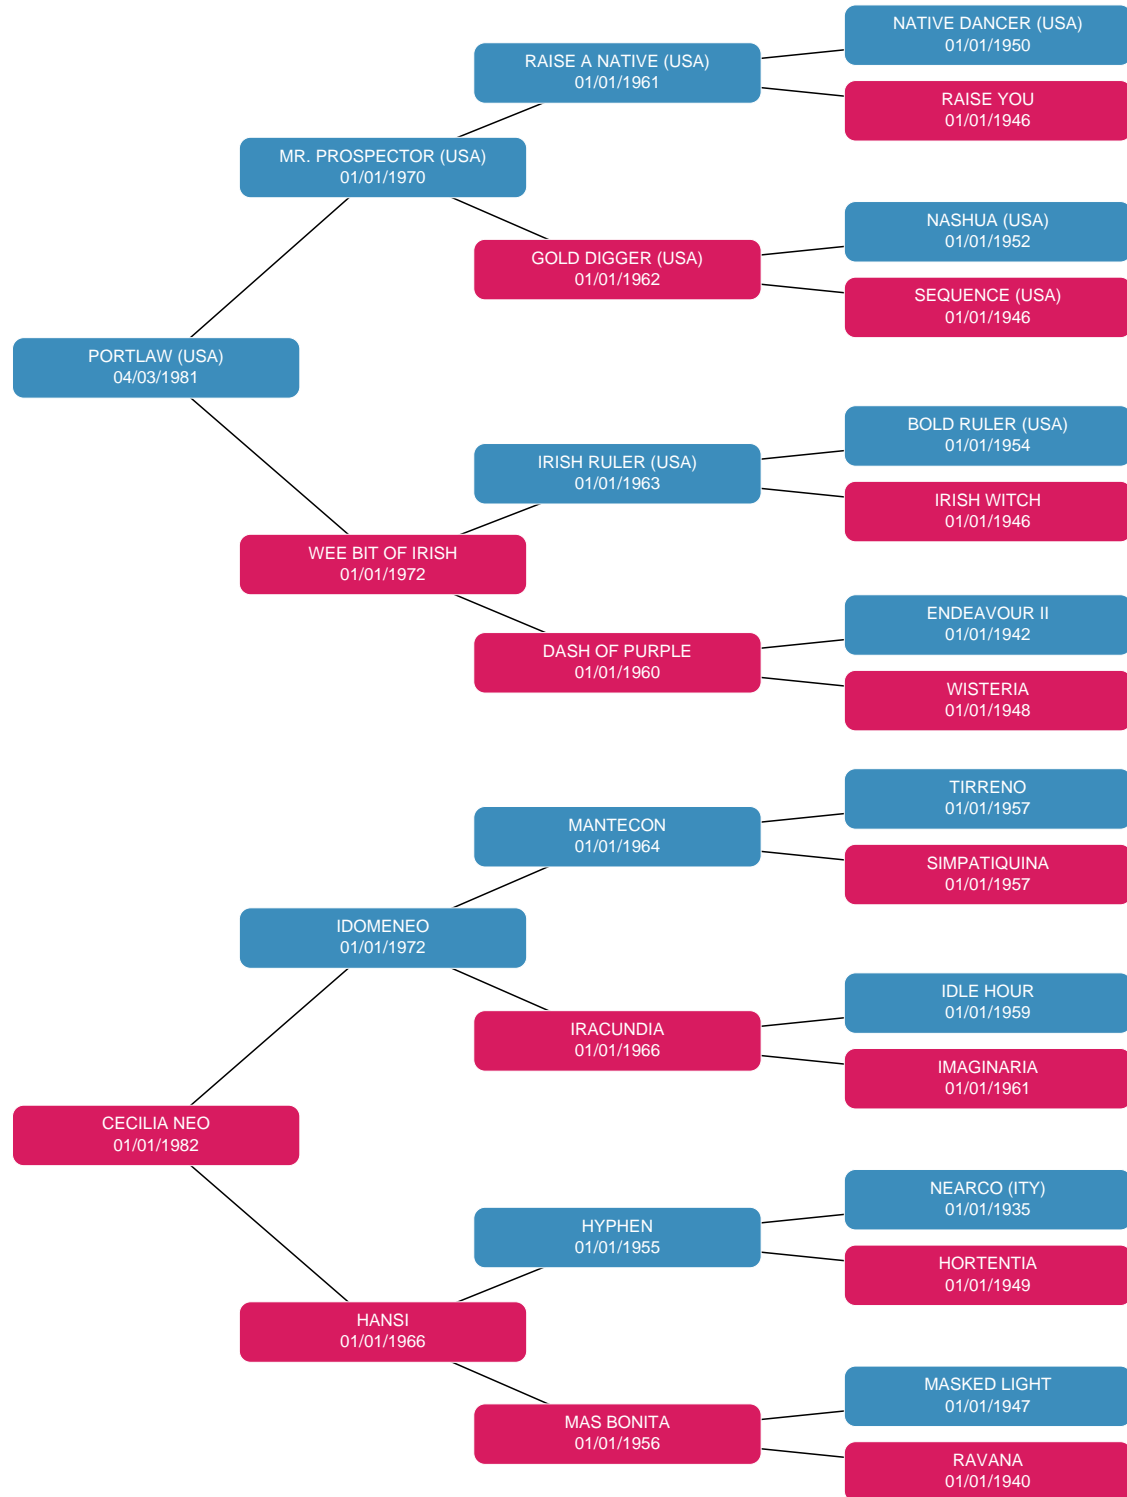 NATIVE DANCER (USA)
01/01/1950
RAISE A NATIVE (USA)
01/01/1961
RAISE YOU
01/01/1946
MR. PROSPECTOR (USA)
01/01/1970
NASHUA (USA)
01/01/1952
GOLD DIGGER (USA)
01/01/1962
SEQUENCE (USA)
01/01/1946
PORTLAW (USA)
04/03/1981
BOLD RULER (USA)
01/01/1954
IRISH RULER (USA)
01/01/1963
IRISH WITCH
01/01/1946
WEE BIT OF IRISH
01/01/1972
ENDEAVOUR II
01/01/1942
DASH OF PURPLE
01/01/1960
WISTERIA
01/01/1948
TIRRENO
01/01/1957
MANTECON
01/01/1964
SIMPATIQUINA
01/01/1957
IDOMENEO
01/01/1972
IDLE HOUR
01/01/1959
IRACUNDIA
01/01/1966
IMAGINARIA
01/01/1961
CECILIA NEO
01/01/1982
NEARCO (ITY)
01/01/1935
HYPHEN
01/01/1955
HORTENTIA
01/01/1949
HANSI
01/01/1966
MASKED LIGHT
01/01/1947
MAS BONITA
01/01/1956
RAVANA
01/01/1940